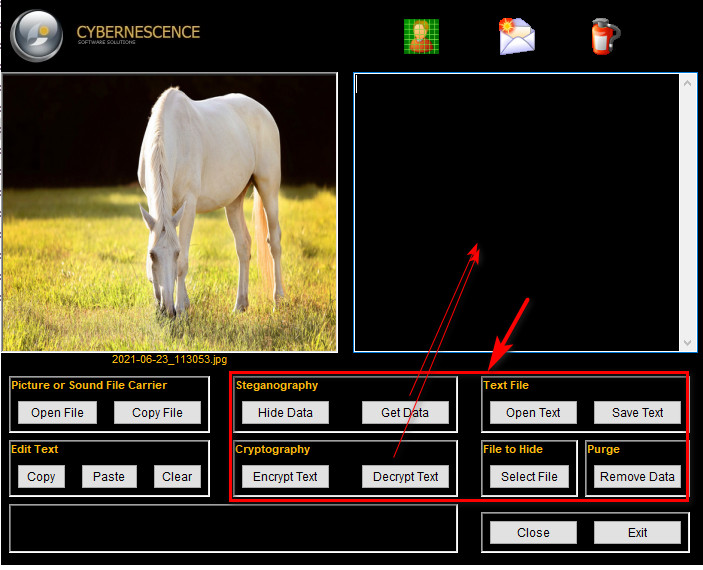 CYBERNESCENCE
SOFTWARE SOLUTIONS
2021-06-23_113053.jpg
Picture or Sound File Carrier
Open File
Copy File
Steganography
Hide Data
Get Data
Text File
Open Text
Save Text
Edit Text
Copy
Paste
Clear
Cryptography
Encrypt Text
Decrypt Text
File to Hide
Select File
Purge
Remove Data
Close
Exit